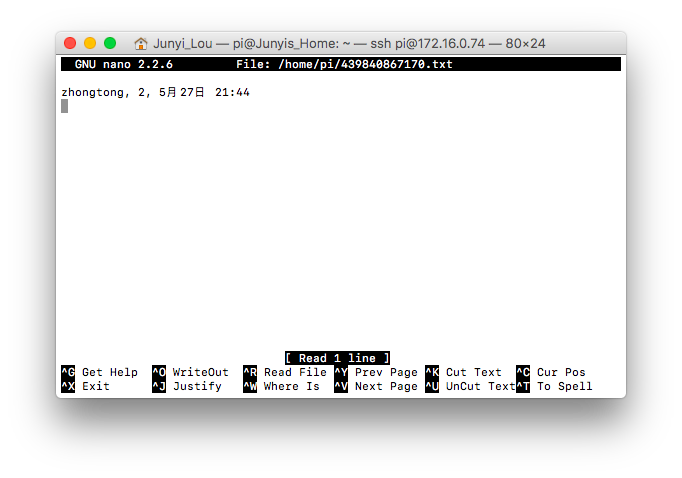 Junyi_Lou — pi@Junyis_Home: ~ — ssh pi@172.16.0.74 — 80×24
GNU nano 2.2.6 File: /home/pi/439840867170.txt
zhongtong, 2, 5月27日 21:44
[ Read 1 line ]
^G Get Help ^O WriteOut ^R Read File ^Y Prev Page ^K Cut Text ^C Cur Pos
^X Exit ^J Justify ^W Where Is ^V Next Page ^U UnCut Text ^T To Spell